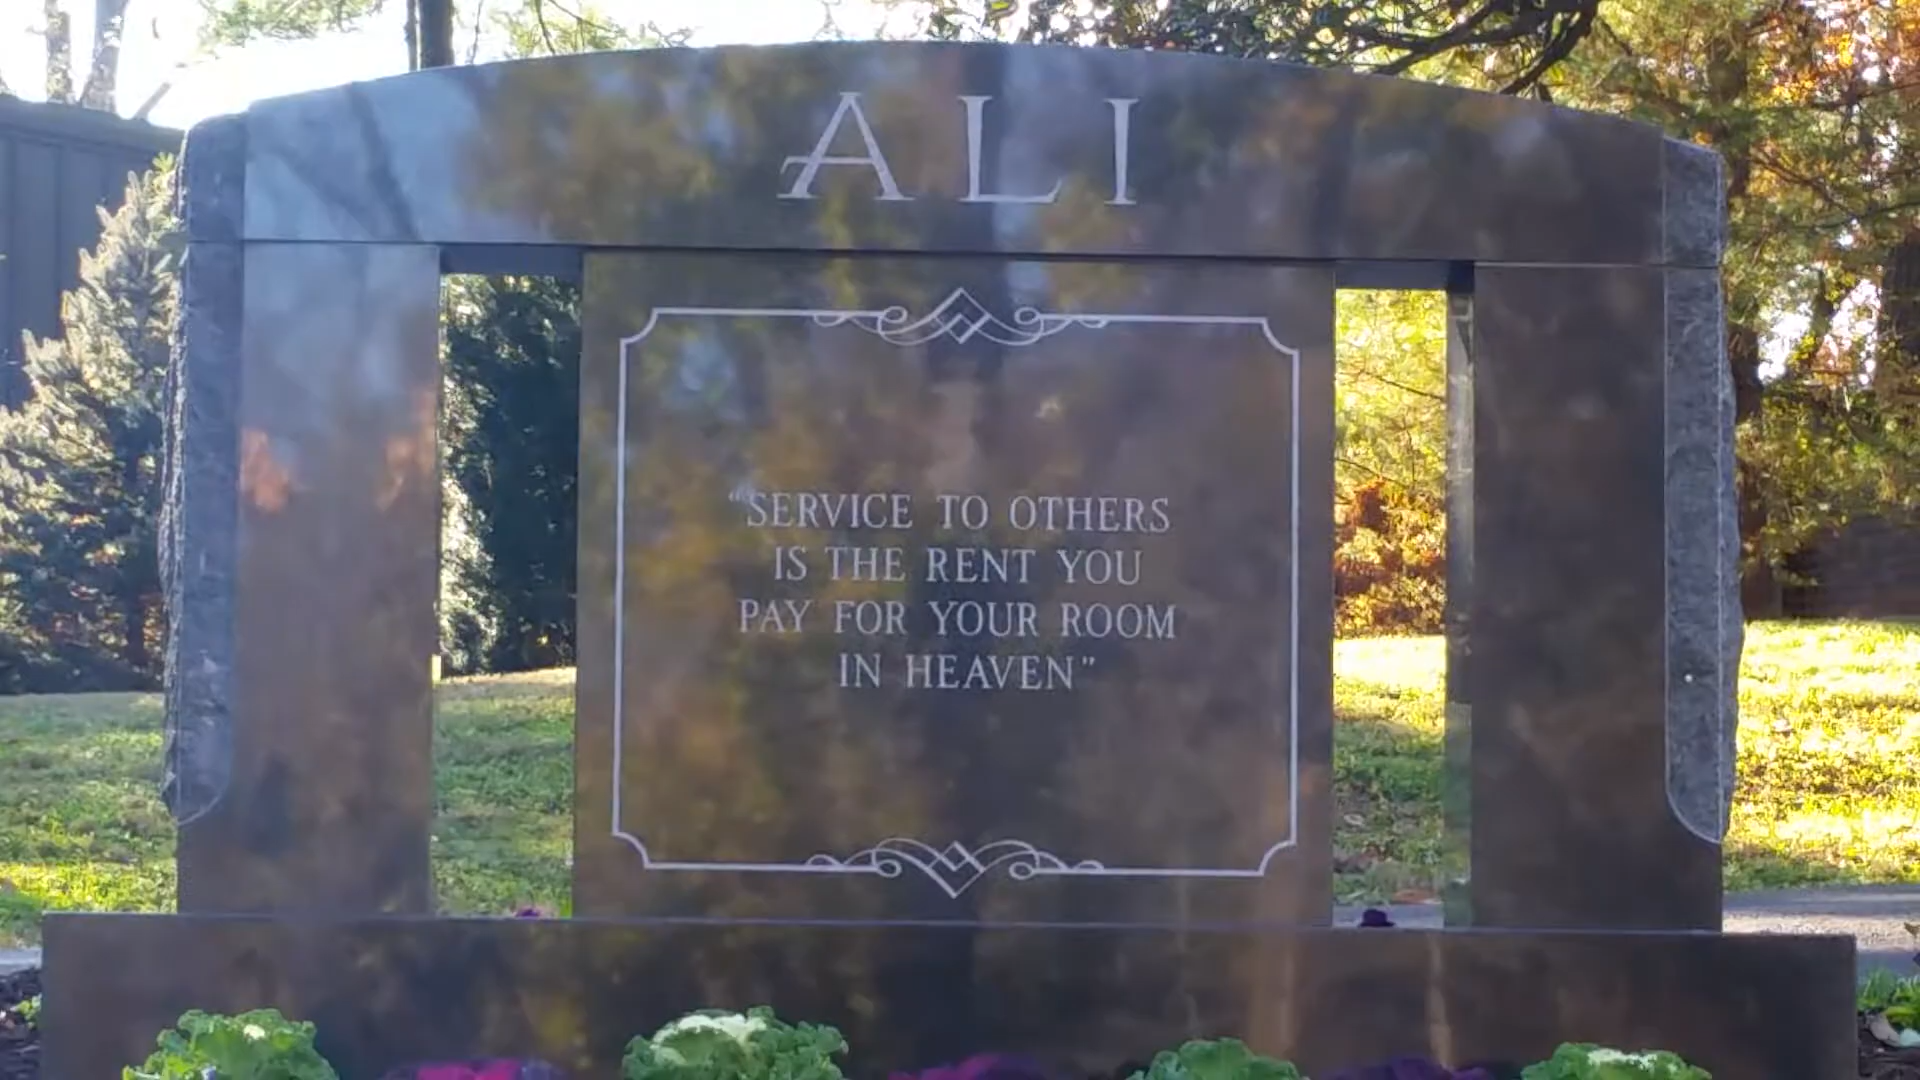 ALI
“SERVICE TO OTHERS
IS THE RENT YOU
PAY FOR YOUR ROOM
IN HEAVEN”